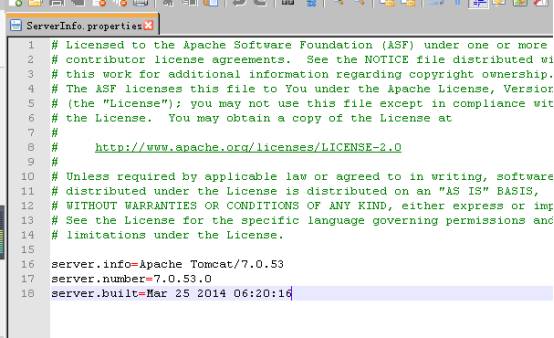 ServerInfo.properties
1 # Licensed to the Apache Software Foundation (ASF) under one or more
2 # contributor license agreements.  See the NOTICE file distributed wi
3 # this work for additional information regarding copyright ownership.
4 # The ASF licenses this file to You under the Apache License, Version
5 # (the "License"); you may not use this file except in compliance wit
6 # the License.  You may obtain a copy of the License at
7 #
8 #     http://www.apache.org/licenses/LICENSE-2.0
9 #
10 # Unless required by applicable law or agreed to in writing, software
11 # distributed under the License is distributed on an "AS IS" BASIS,
12 # WITHOUT WARRANTIES OR CONDITIONS OF ANY KIND, either express or imp
13 # See the License for the specific language governing permissions and
14 # limitations under the License.
15
16 server.info=Apache Tomcat/7.0.53
17 server.number=7.0.53.0
18 server.built=Mar 25 2014 06:20:16